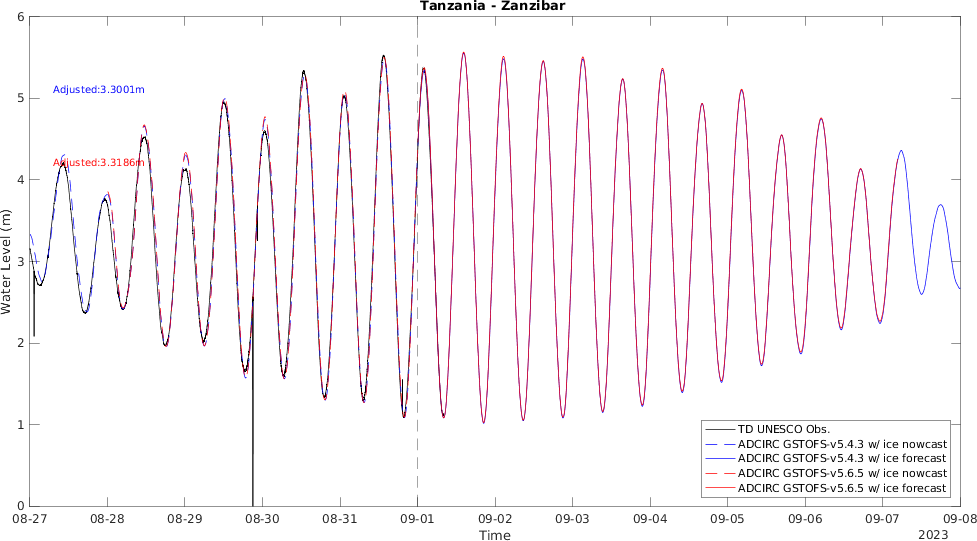 Tanzania - Zanzibar
6
5
4
3
2
1
0
Water Level (m)
Adjusted:3.3001m
Adjusted:3.3186m
TD UNESCO Obs.
ADCIRC GSTOFS-v5.4.3 w/ ice nowcast
ADCIRC GSTOFS-v5.4.3 w/ ice forecast
ADCIRC GSTOFS-v5.6.5 w/ ice nowcast
ADCIRC GSTOFS-v5.6.5 w/ ice forecast
08-27 08-28 08-29 08-30 08-31 09-01 09-02 09-03 09-04 09-05 09-06 09-07 09-08
Time
2023